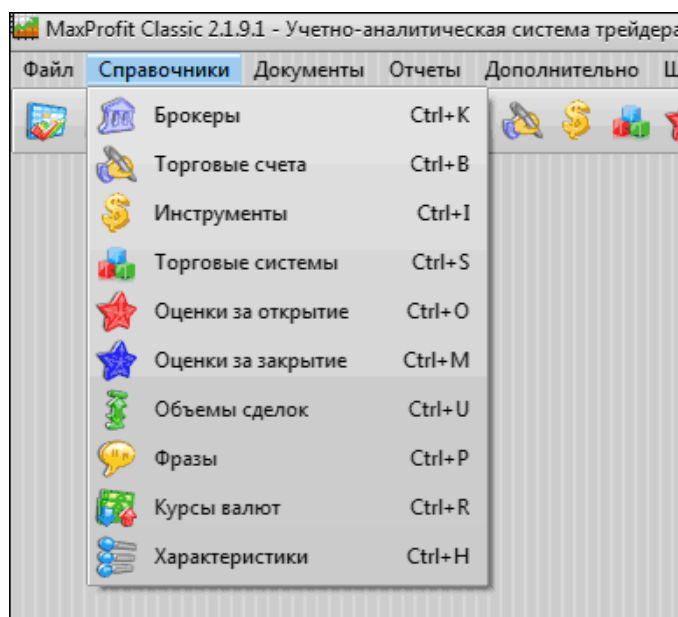 MaxProfit Classic 2.1.9.1 - Учетно-аналитическая система трейдера
Файл Справочники Документы Отчеты Дополнительно
Брокеры Ctrl+K
Торговые счета Ctrl+B
Инструменты Ctrl+I
Торговые системы Ctrl+S
Оценки за открытие Ctrl+O
Оценки за закрытие Ctrl+M
Объемы сделок Ctrl+U
Фразы Ctrl+P
Курсы валют Ctrl+R
Характеристики Ctrl+H